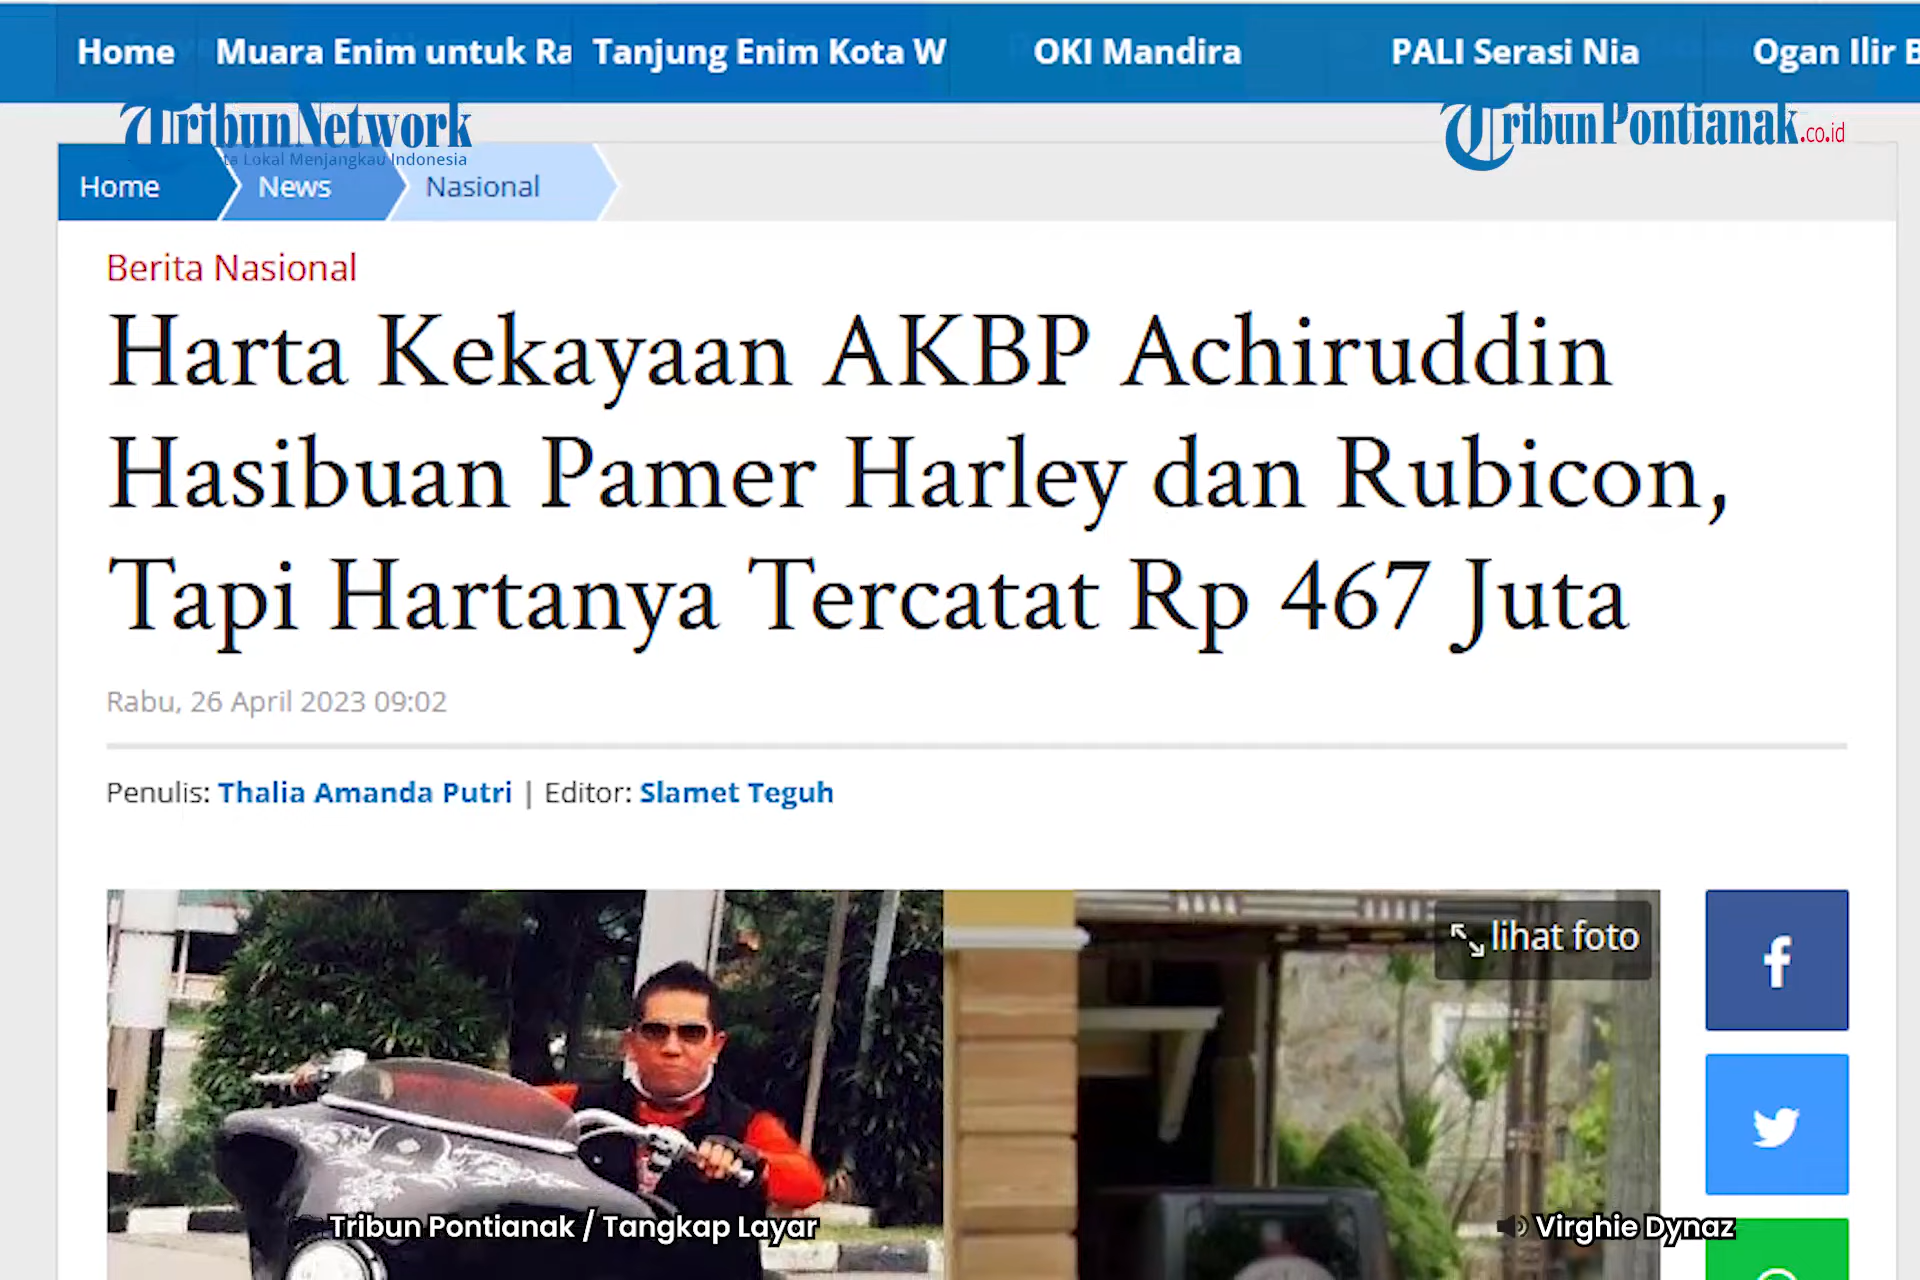 Home Muara Enim untuk Ra Tanjung Enim Kota W OKI Mandira PALI Serasi Nia Ogan Ilir B
TribunNetwork TribunPontianak.co.id
ta Lokal Menjangkau Indonesia
Home News Nasional
Berita Nasional
Harta Kekayaan AKBP Achiruddin
Hasibuan Pamer Harley dan Rubicon,
Tapi Hartanya Tercatat Rp 467 Juta
Rabu, 26 April 2023 09:02
Penulis: Thalia Amanda Putri | Editor: Slamet Teguh
lihat foto
Tribun Pontianak / Tangkap Layar
Virghie Dynaz